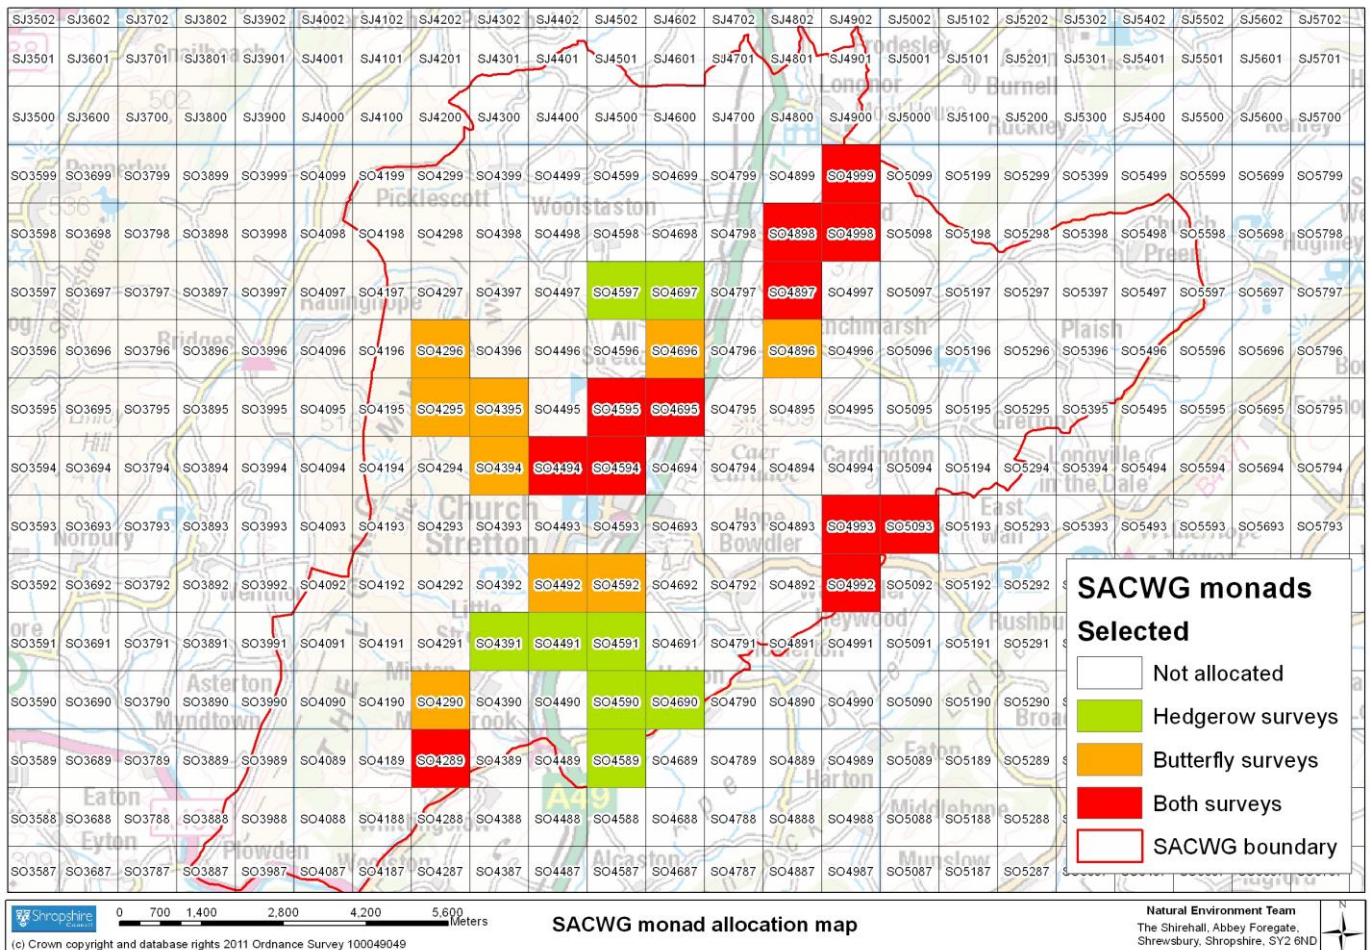 SJ3502 SJ3602 SJ3702 SJ3802 SJ3902 SJ4002 SJ4102 SJ4202 SJ4302 SJ4402 SJ4502 SJ4602 SJ4702 SJ4802 SJ4902 SJ5002 SJ5102 SJ5202 SJ5302 SJ5402 SJ5502 SJ5602 SJ5702
SJ3501 SJ3601 SJ3701 SJ3801 SJ3901 SJ4001 SJ4101 SJ4201 SJ4301 SJ4401 SJ4501 SJ4601 SJ4701 SJ4801 SJ4901 SJ5001 SJ5101 SJ5201 SJ5301 SJ5401 SJ5501 SJ5601 SJ5701
Longnor Burnell
SJ3500 SJ3600 SJ3700 SJ3800 SJ3900 SJ4000 SJ4100 SJ4200 SJ4300 SJ4400 SJ4500 SJ4600 SJ4700 SJ4800 SJ4900 SJ5000 SJ5100 SJ5200 SJ5300 SJ5400 SJ5500 SJ5600 SJ5700
Ruckley
SO3599 SO3699 SO3799 SO3899 SO3999 SO4099 SO4199 SO4299 SO4399 SO4499 SO4599 SO4699 SO4799 SO4899 SO4999 SO5099 SO5199 SO5299 SO5399 SO5499 SO5599 SO5699 SO5799
Picklescott Woolstaston
SO3598 SO3698 SO3798 SO3898 SO3998 SO4098 SO4198 SO4298 SO4398 SO4498 SO4598 SO4698 SO4798 SO4898 SO4998 SO5098 SO5198 SO5298 SO5398 SO5498 SO5598 SO5698 SO5798
Church Preen
SO3597 SO3697 SO3797 SO3897 SO3997 SO4097 SO4197 SO4297 SO4397 SO4497 SO4597 SO4697 SO4797 SO4897 SO4997 SO5097 SO5197 SO5297 SO5397 SO5497 SO5597 SO5697 SO5797
Bridges All Plaish
SO3596 SO3696 SO3796 SO3896 SO3996 SO4096 SO4196 SO4296 SO4396 SO4496 SO4596 SO4696 SO4796 SO4896 SO4996 SO5096 SO5196 SO5296 SO5396 SO5496 SO5596 SO5696 SO5796
SO3595 SO3695 SO3795 SO3895 SO3995 SO4095 SO4195 SO4295 SO4395 SO4495 SO4595 SO4695 SO4795 SO4895 SO4995 SO5095 SO5195 SO5295 SO5395 SO5495 SO5595 SO5695 SO5795
Hill Caer Cardington Longville
SO3594 SO3694 SO3794 SO3894 SO3994 SO4094 SO4194 SO4294 SO4394 SO4494 SO4594 SO4694 SO4794 SO4894 SO4994 SO5094 SO5194 SO5294 SO5394 SO5494 SO5594 SO5694 SO5794
in the Dale
Church Hope East
SO3593 SO3693 SO3793 SO3893 SO3993 SO4093 SO4193 SO4293 SO4393 SO4493 SO4593 SO4693 SO4793 SO4893 SO4993 SO5093 SO5193 SO5293 SO5393 SO5493 SO5593 SO5693 SO5793
Norbury Stretton Bowdler Wall
SO3592 SO3692 SO3792 SO3892 SO3992 SO4092 SO4192 SO4292 SO4392 SO4492 SO4592 SO4692 SO4792 SO4892 SO4992 SO5092 SO5192 SO5292
Little
SO3591 SO3691 SO3791 SO3891 SO3991 SO4091 SO4191 SO4291 SO4391 SO4491 SO4591 SO4691 SO4791 SO4891 SO4991 SO5091 SO5191 SO5291
Asterton
SO3590 SO3690 SO3790 SO3890 SO3990 SO4090 SO4190 SO4290 SO4390 SO4490 SO4590 SO4690 SO4790 SO4890 SO4990 SO5090 SO5190 SO5290
Myndtown
SO3589 SO3689 SO3789 SO3889 SO3989 SO4089 SO4189 SO4289 SO4389 SO4489 SO4589 SO4689 SO4789 SO4889 SO4989 SO5089 SO5189 SO5289
Eaton A49 Harton Eaton Middlehope
SO3588 SO3688 SO3788 SO3888 SO3988 SO4088 SO4188 SO4288 SO4388 SO4488 SO4588 SO4688 SO4788 SO4888 SO4988 SO5088 SO5188 SO5288
Eyton Plowden Woolston Alcaston Munslow
SO3587 SO3687 SO3787 SO3887 SO3987 SO4087 SO4187 SO4287 SO4387 SO4487 SO4587 SO4687 SO4787 SO4887 SO4987 SO5087 SO5187 SO5287
SACWG monads
Selected
Not allocated
Hedgerow surveys
Butterfly surveys
Both surveys
SACWG boundary
Shropshire Council
0 700 1,400 2,800 4,200 5,600 Meters
(c) Crown copyright and database rights 2011 Ordnance Survey 100049049
SACWG monad allocation map
Natural Environment Team
The Shirehall, Abbey Foregate,
Shrewsbury, Shropshire, SY2 6ND
N